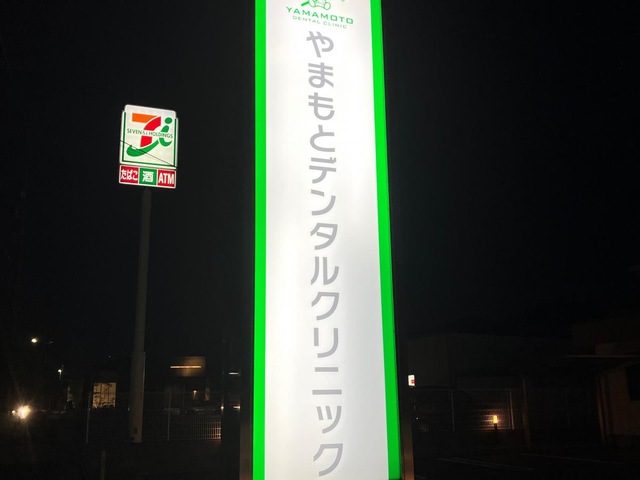 YAMAMOTO
DENTAL CLINIC
やまもとデンタルクリニック
7i
SEVEN & i HOLDINGS
たばこ 酒 ATM